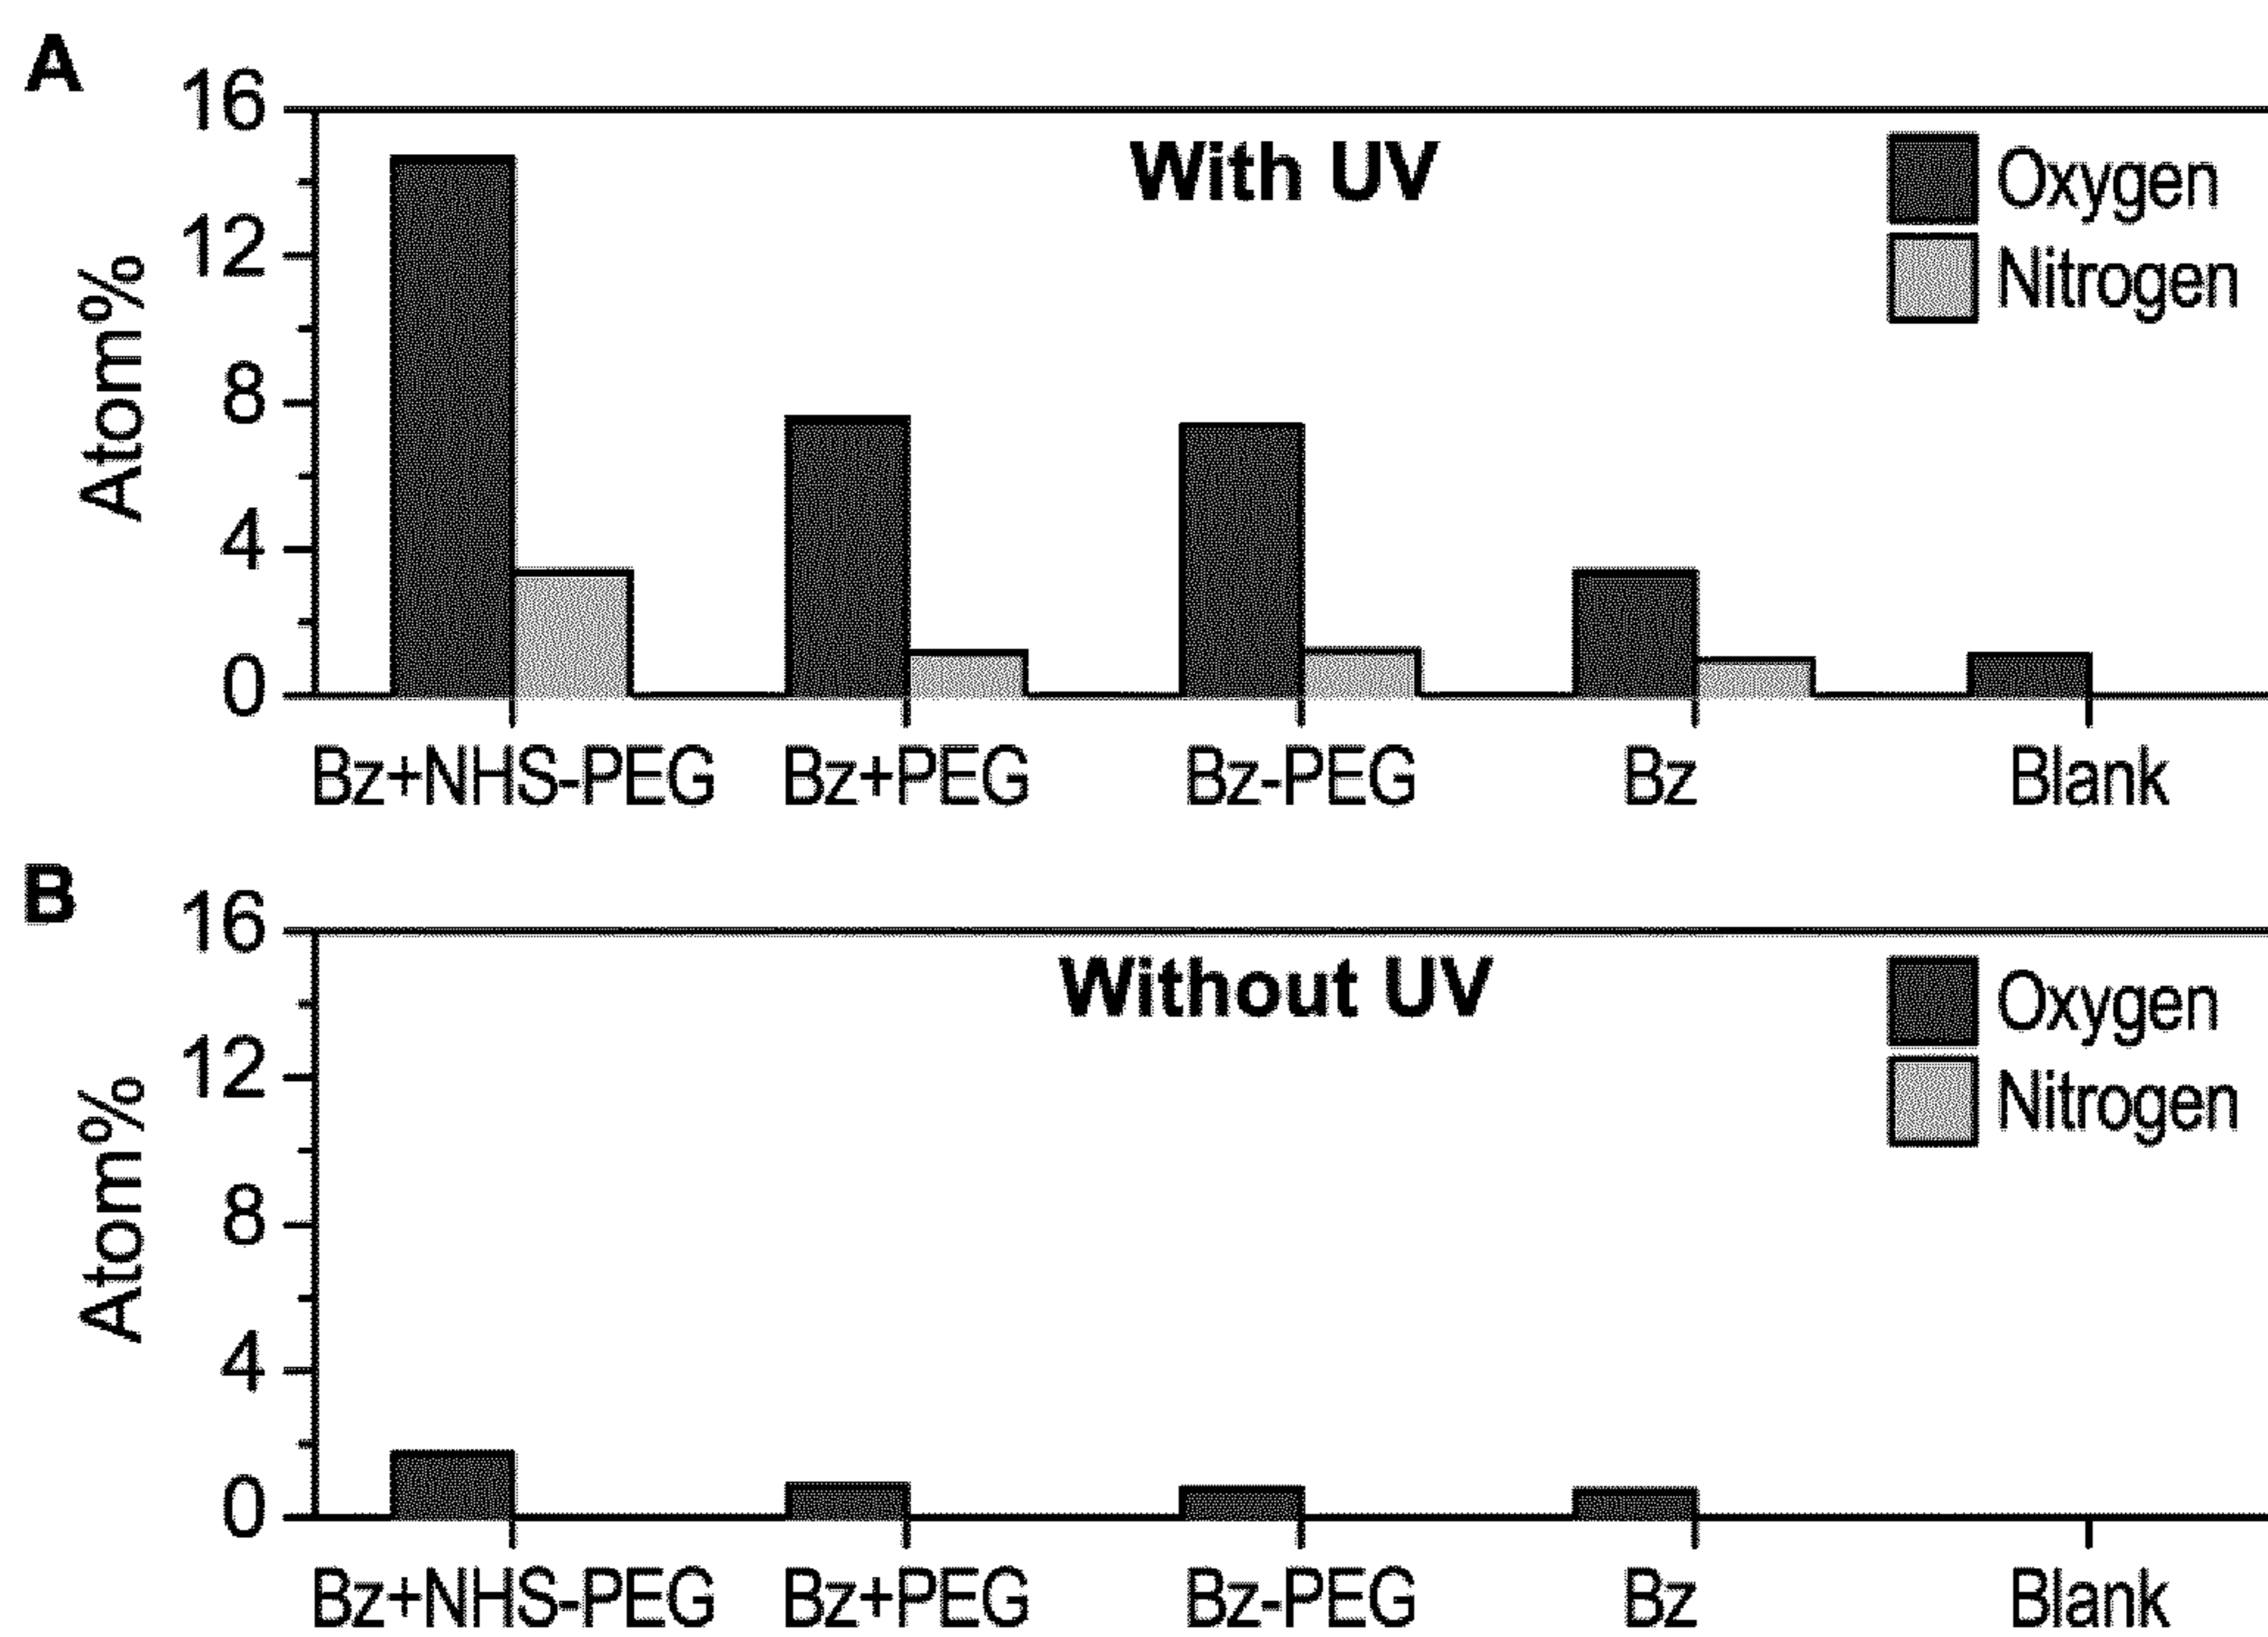 A
16
With UV
Oxygen
Nitrogen
12
8
4
0
Atom%
Bz+NHS-PEG Bz+PEG Bz-PEG Bz Blank
B
16
Without UV
Oxygen
Nitrogen
12
8
4
0
Atom%
Bz+NHS-PEG Bz+PEG Bz-PEG Bz Blank